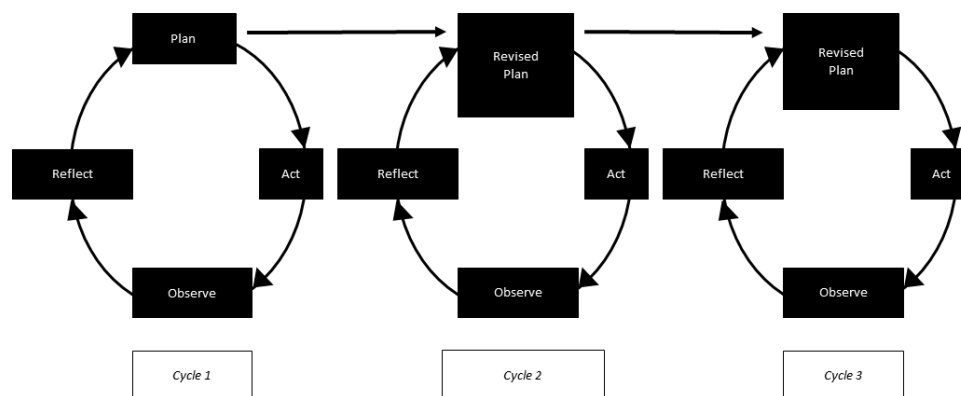 Plan
Revised
Plan
Revised
Plan
Reflect
Act
Reflect
Act
Reflect
Act
Observe
Observe
Observe
Cycle 1
Cycle 2
Cycle 3